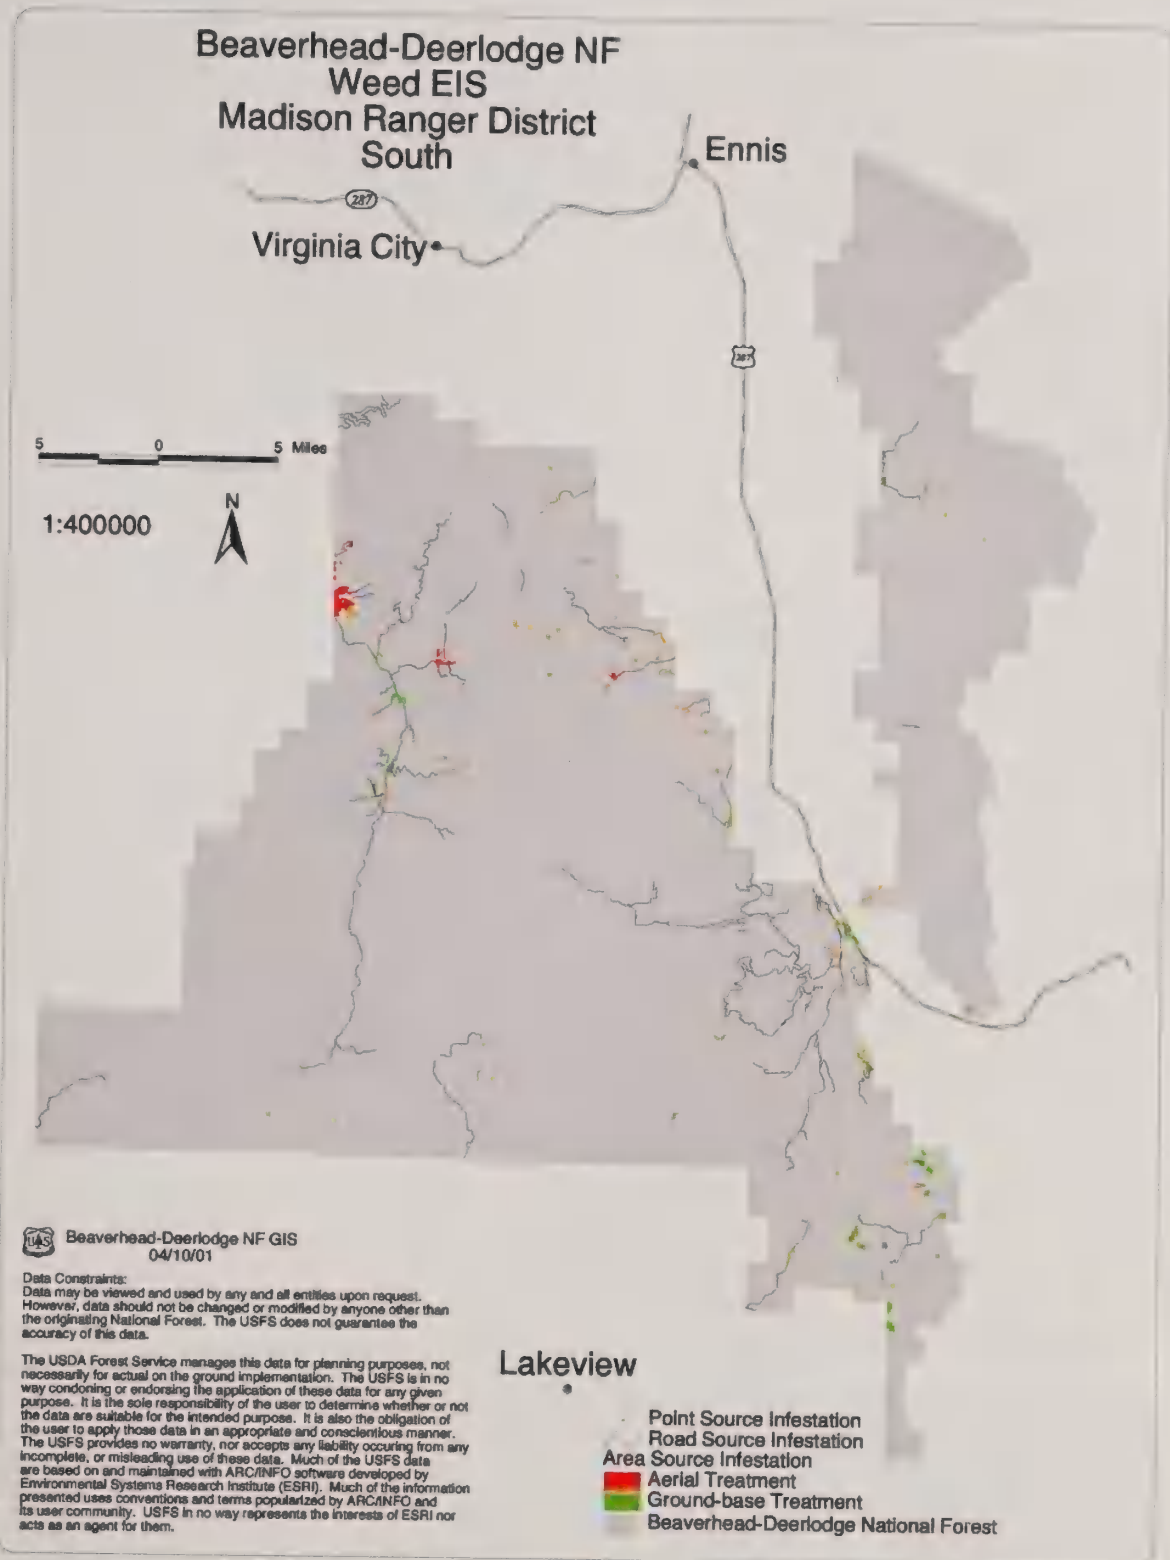 Beaverhead-Deerlodge NF
Weed EIS
Madison Ranger District
South
Ennis
287
Virginia City
287
5 0 5 Miles
N
1:400000
UAS
Beaverhead-Deerlodge NF GIS
04/10/01
Data Constraints:
Data may be viewed and used by any and all entities upon request.
However, data should not be changed or modified by anyone other than
the originating National Forest. The USFS does not guarantee the
accuracy of this data.
The USDA Forest Service manages this data for planning purposes, not
necessarily for actual on the ground implementation. The USFS is in no
way condoning or endorsing the application of these data for any given
purpose. It is the sole responsibility of the user to determine whether or not
the data are suitable for the intended purpose. It is also the obligation of
the user to apply those data in an appropriate and conscientious manner.
The USFS provides no warranty, nor accepts any liability occuring from any
incomplete, or misleading use of these data. Much of the USFS data
are based on and maintained with ARC/INFO software developed by
Environmental Systems Research Institute (ESRI). Much of the information
presented uses conventions and terms popularized by ARC/INFO and
its user community. USFS in no way represents the interests of ESRI nor
acts as an agent for them.
Lakeview
Point Source Infestation
Road Source Infestation
Area Source Infestation
Aerial Treatment
Ground-base Treatment
Beaverhead-Deerlodge National Forest